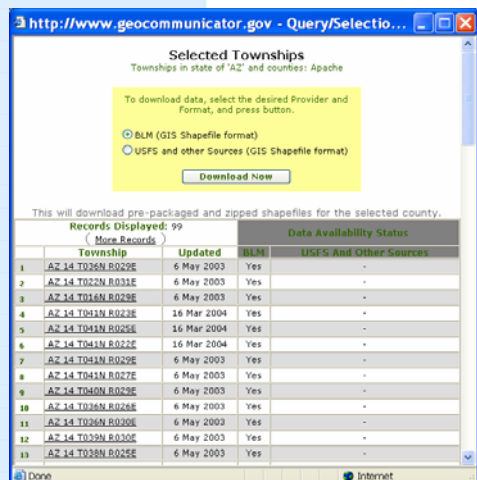 http://www.geocommunicator.gov - Query/Selectio...
Selected Townships
Townships in state of 'AZ' and counties: Apache
To download data, select the desired Provider and
Format, and press button.
BLM (GIS Shapefile format)
USFS and other Sources (GIS Shapefile format)
Download Now
This will download pre-packaged and zipped shapefiles for the selected county.
Records Displayed: 99
( More Records )
Data Availability Status
Township Updated BLM USFS And Other Sources
1 AZ 14 T036N R029E 6 May 2003 Yes -
2 AZ 14 T022N R031E 6 May 2003 Yes -
3 AZ 14 T016N R029E 6 May 2003 Yes -
4 AZ 14 T041N R023E 16 Mar 2004 Yes -
5 AZ 14 T041N R025E 16 Mar 2004 Yes -
6 AZ 14 T041N R022E 16 Mar 2004 Yes -
7 AZ 14 T041N R029E 6 May 2003 Yes -
8 AZ 14 T041N R027E 6 May 2003 Yes -
9 AZ 14 T040N R029E 6 May 2003 Yes -
10 AZ 14 T036N R026E 6 May 2003 Yes -
11 AZ 14 T036N R030E 6 May 2003 Yes -
12 AZ 14 T039N R030E 6 May 2003 Yes -
13 AZ 14 T038N R025E 6 May 2003 Yes -
Done Internet